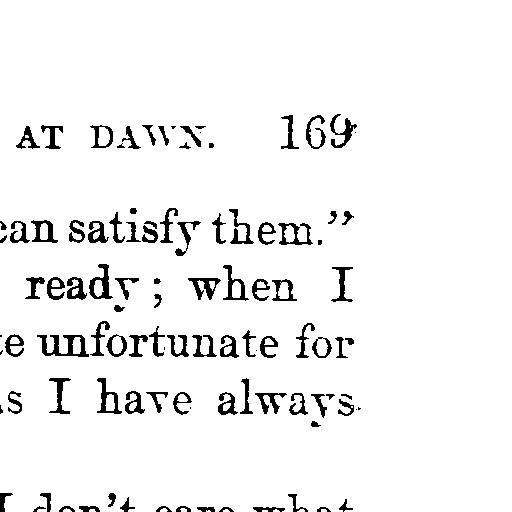 AT DAWN. 169
can satisfy them.”
ready; when I
unfortunate for
I have always
I don't care what